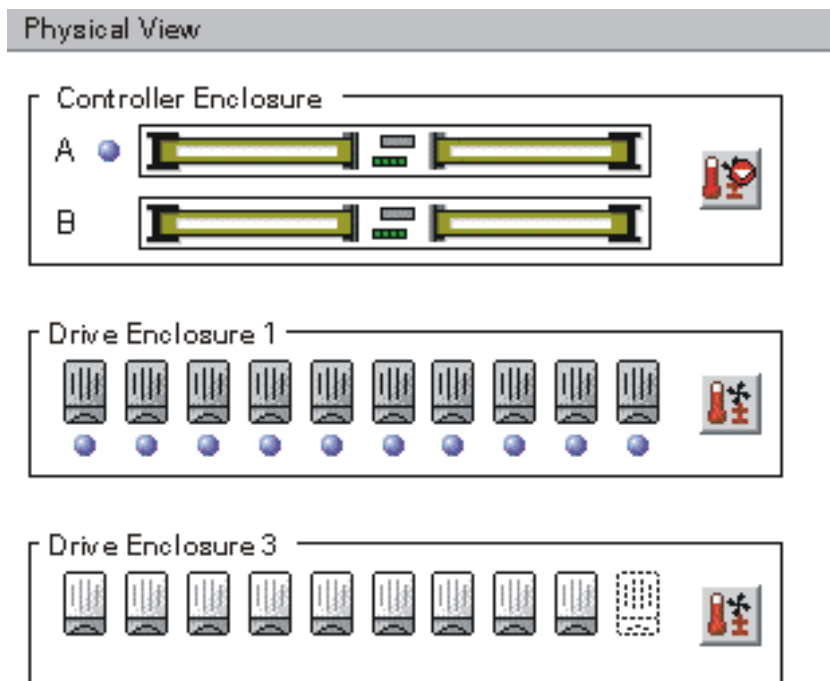 Physical View
Controller Enclosure
A
B
Drive Enclosure 1
Drive Enclosure 3